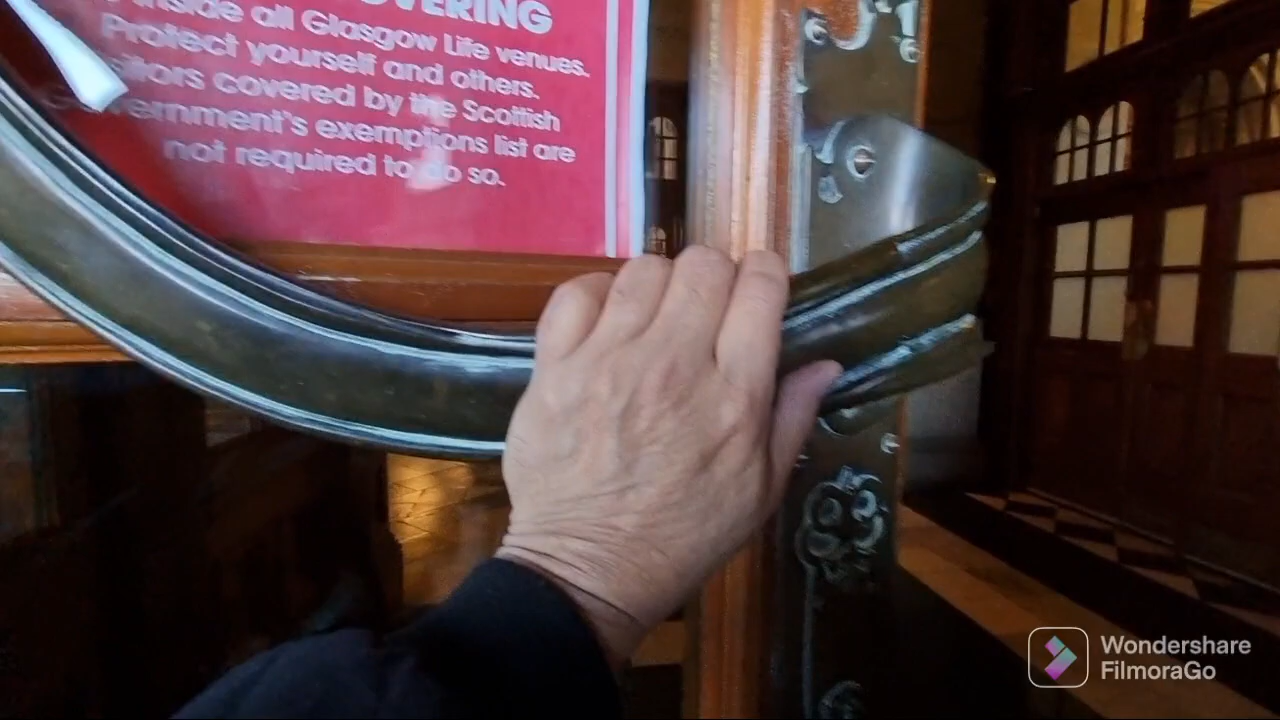 inside all Glasgow Life venues.
Protect yourself and others.
covered by the Scottish
exemptions list are
not required to do so.
Wondershare
FilmoraGo